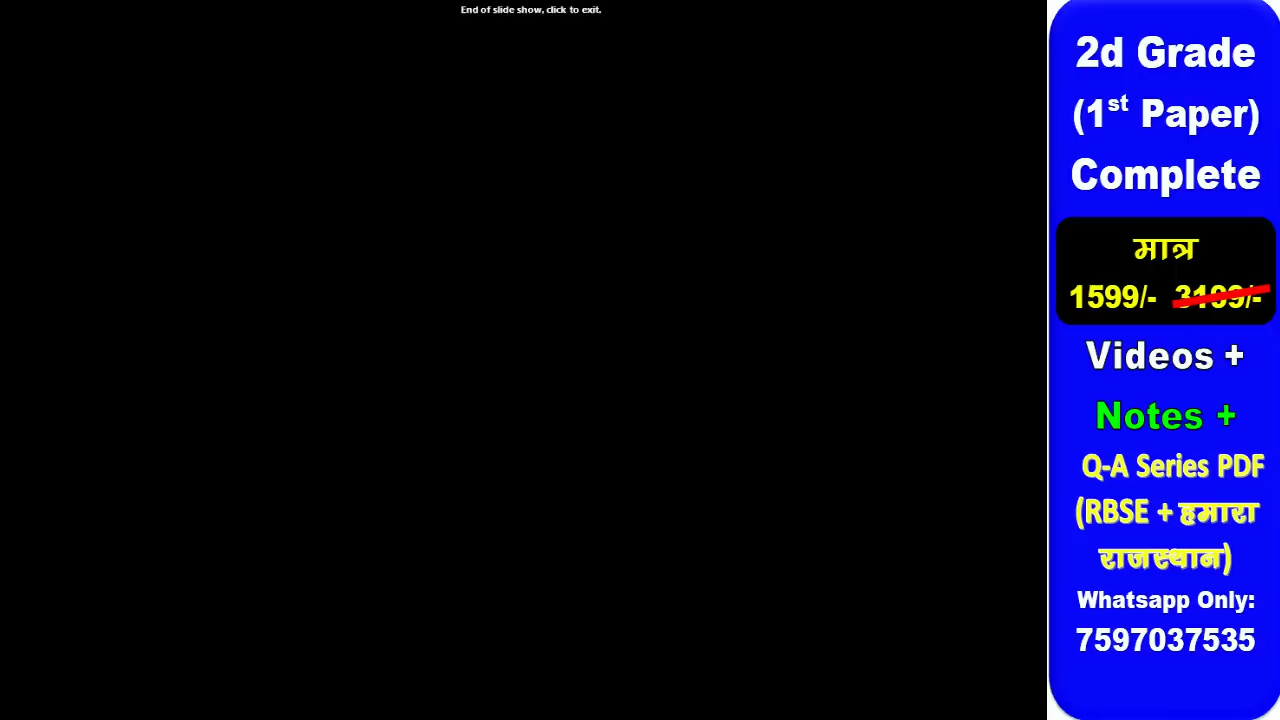 End of slide show, click to exit.
2d Grade
(1st Paper)
Complete
मात्र
1599/- 3199/-
Videos +
Notes +
Q-A Series PDF
(RBSE + हमारा
राजस्थान)
Whatsapp Only:
7597037535